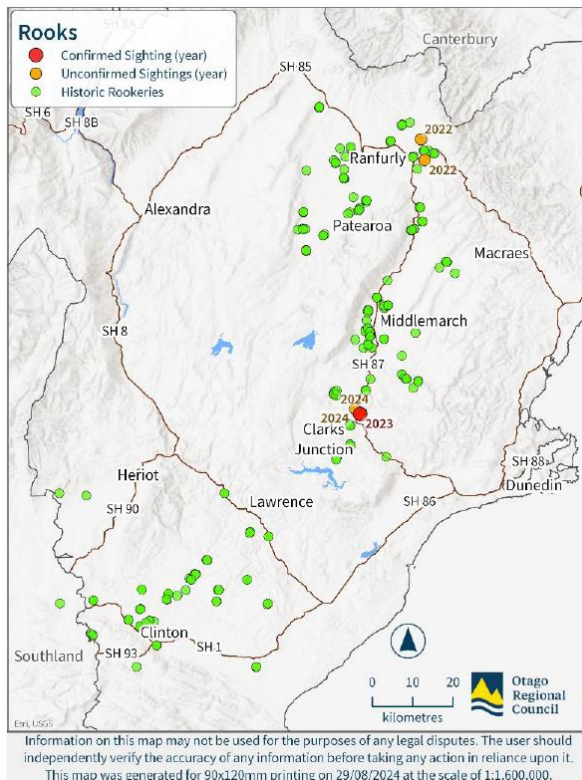 Rooks
Confirmed Sighting (year)
Unconfirmed Sightings (year)
Historic Rookeries
Canterbury
SH 85
SH 6
SH 8B
2022
Ranfurly
2022
Alexandra
Patearoa
Macraes
SH 8
Middlemarch
SH 87
2024
2024
2023
Clarks
Junction
SH 88
Heriot
Dunedin
Lawrence
SH 86
SH 90
Clinton
SH 1
Southland
SH 93
0 10 20
kilometres
Otago
Regional
Council
Esri, USGS
Information on this map may not be used for the purposes of any legal disputes. The user should
independently verify the accuracy of any information before taking any action in reliance upon it.
This map was generated for 90x120mm printing on 29/08/2024 at the scale of 1:1,600,000.